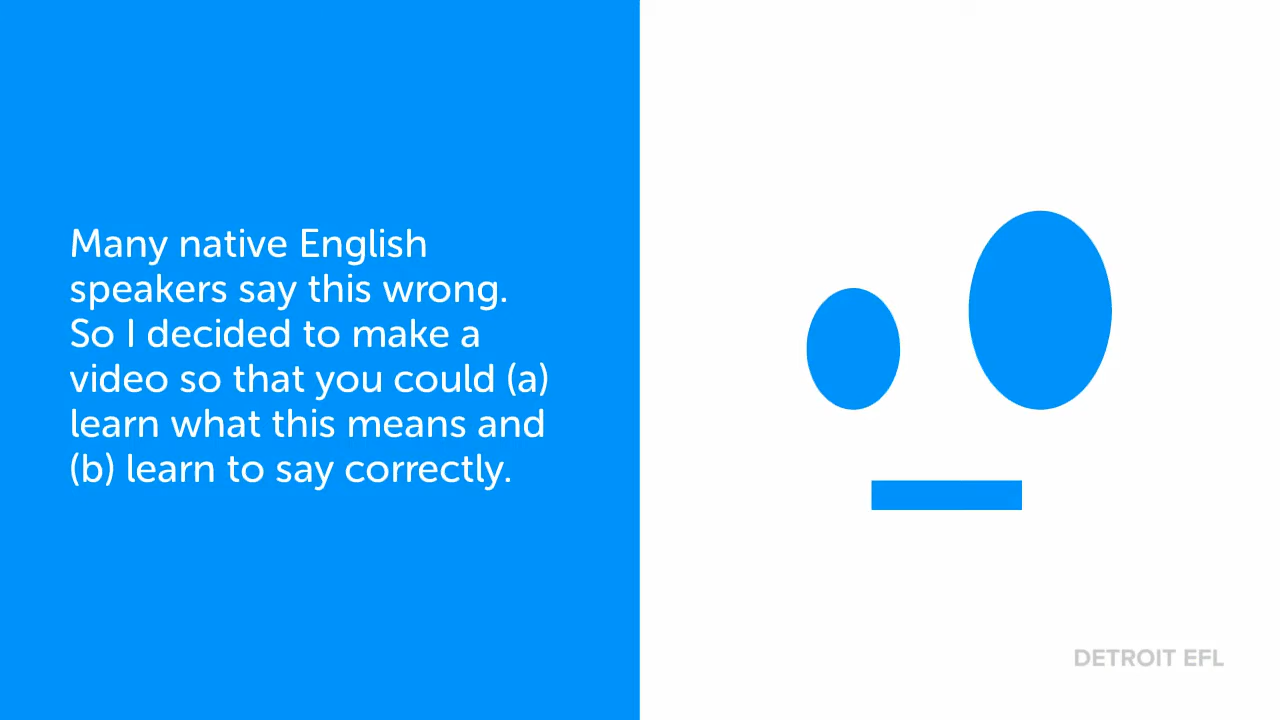 Many native English
speakers say this wrong.
So I decided to make a
video so that you could (a)
learn what this means and
(b) learn to say correctly.
DETROIT EFL